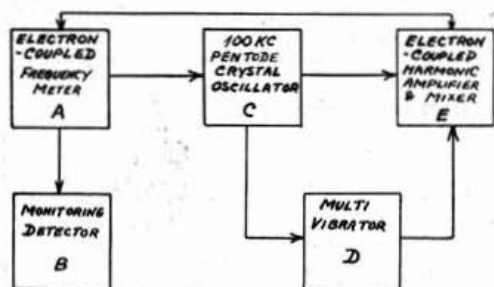 ELECTRON
-COUPLED
FREQUENCY
METER
A
100 KC
PENTODE
CRYSTAL
OSCILLATOR
C
ELECTRON
-COUPLED
HARMONIC
AMPLIFIER
& MIXER
E
MONITORING
DETECTOR
B
MULTI
VIBRATOR
D